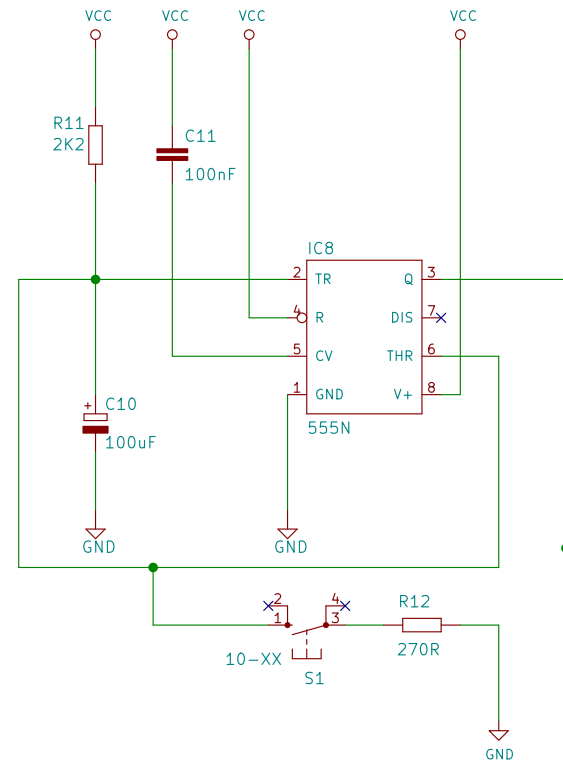 VCC VCC VCC VCC
R11
2K2
C11
100nF
IC8
2 TR Q 3
4 R DIS 7
5 CV THR 6
1 GND V+ 8
555N
+ C10
100uF
GND GND
2 4
1 3
R12
270R
10-XX
S1
GND